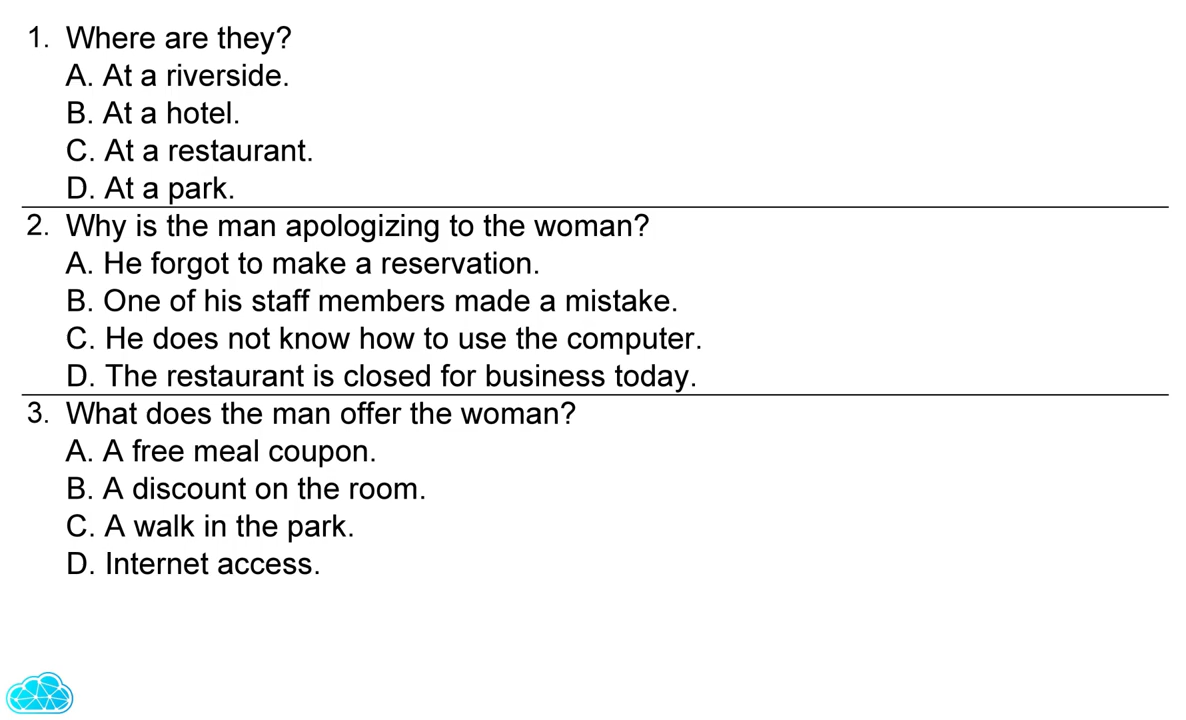 1. Where are they?
A. At a riverside.
B. At a hotel.
C. At a restaurant.
D. At a park.
2. Why is the man apologizing to the woman?
A. He forgot to make a reservation.
B. One of his staff members made a mistake.
C. He does not know how to use the computer.
D. The restaurant is closed for business today.
3. What does the man offer the woman?
A. A free meal coupon.
B. A discount on the room.
C. A walk in the park.
D. Internet access.